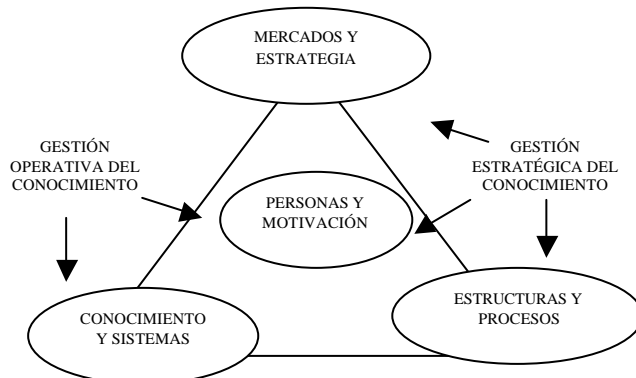 MERCADOS Y
ESTRATEGIA
GESTIÓN
OPERATIVA DEL
CONOCIMIENTO
GESTIÓN
ESTRATÉGICA DEL
CONOCIMIENTO
PERSONAS Y
MOTIVACIÓN
CONOCIMIENTO
Y SISTEMAS
ESTRUCTURAS Y
PROCESOS